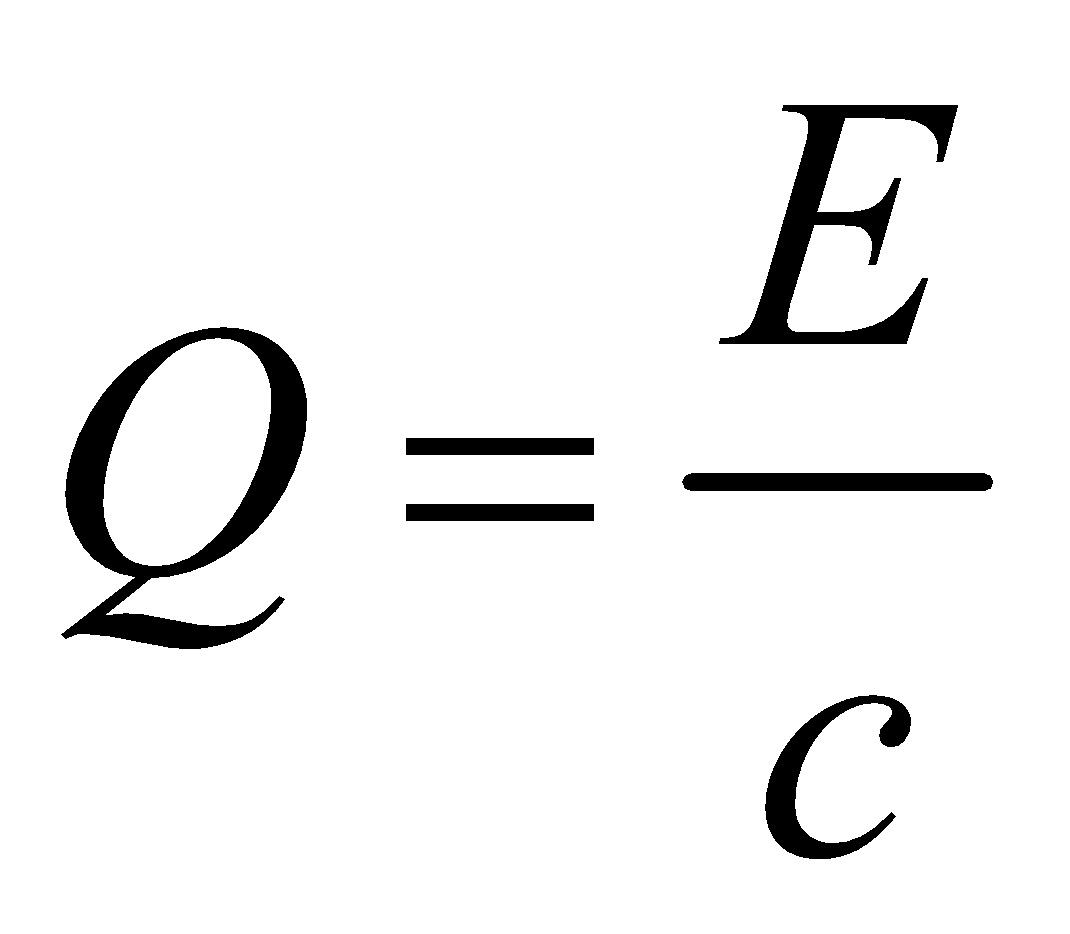 Q = E/c